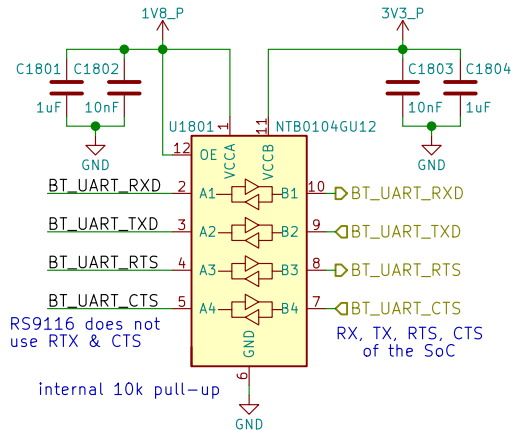 1V8_P 3V3_P
C1801 C1802 C1803 C1804
1uF 10nF 10nF 1uF
GND GND
U1801 NTB0104GU12
1 11
VCCA VCCB
12 OE
BT_UART_RXD 2 A1 B1 10 BT_UART_RXD
BT_UART_TXD 3 A2 B2 9 BT_UART_TXD
BT_UART_RTS 4 A3 B3 8 BT_UART_RTS
BT_UART_CTS 5 A4 B4 7 BT_UART_CTS
RS9116 does not
use RTX & CTS
RX, TX, RTS, CTS
of the SoC
GND
6
internal 10k pull-up
GND